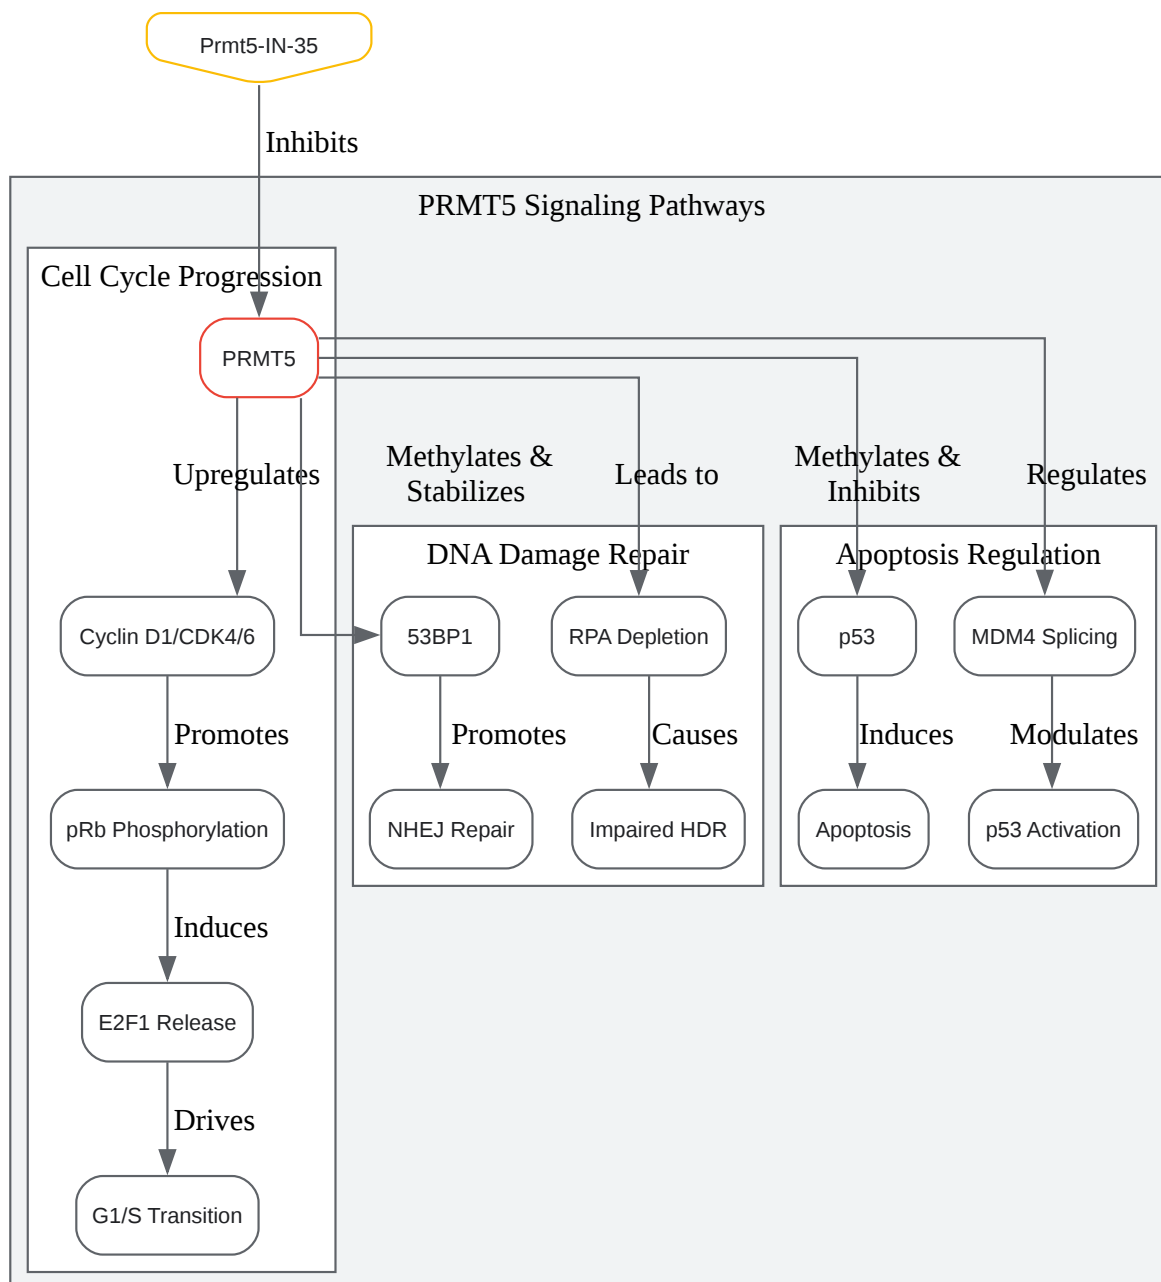 Prmt5-IN-35
Inhibits
PRMT5 Signaling Pathways
Cell Cycle Progression
PRMT5
Upregulates
Methylates &
Stabilizes
Leads to
Methylates &
Inhibits
Regulates
DNA Damage Repair
Apoptosis Regulation
Cyclin D1/CDK4/6
53BP1
RPA Depletion
p53
MDM4 Splicing
Promotes
Promotes
Causes
Induces
Modulates
pRb Phosphorylation
NHEJ Repair
Impaired HDR
Apoptosis
p53 Activation
Induces
E2F1 Release
Drives
G1/S Transition